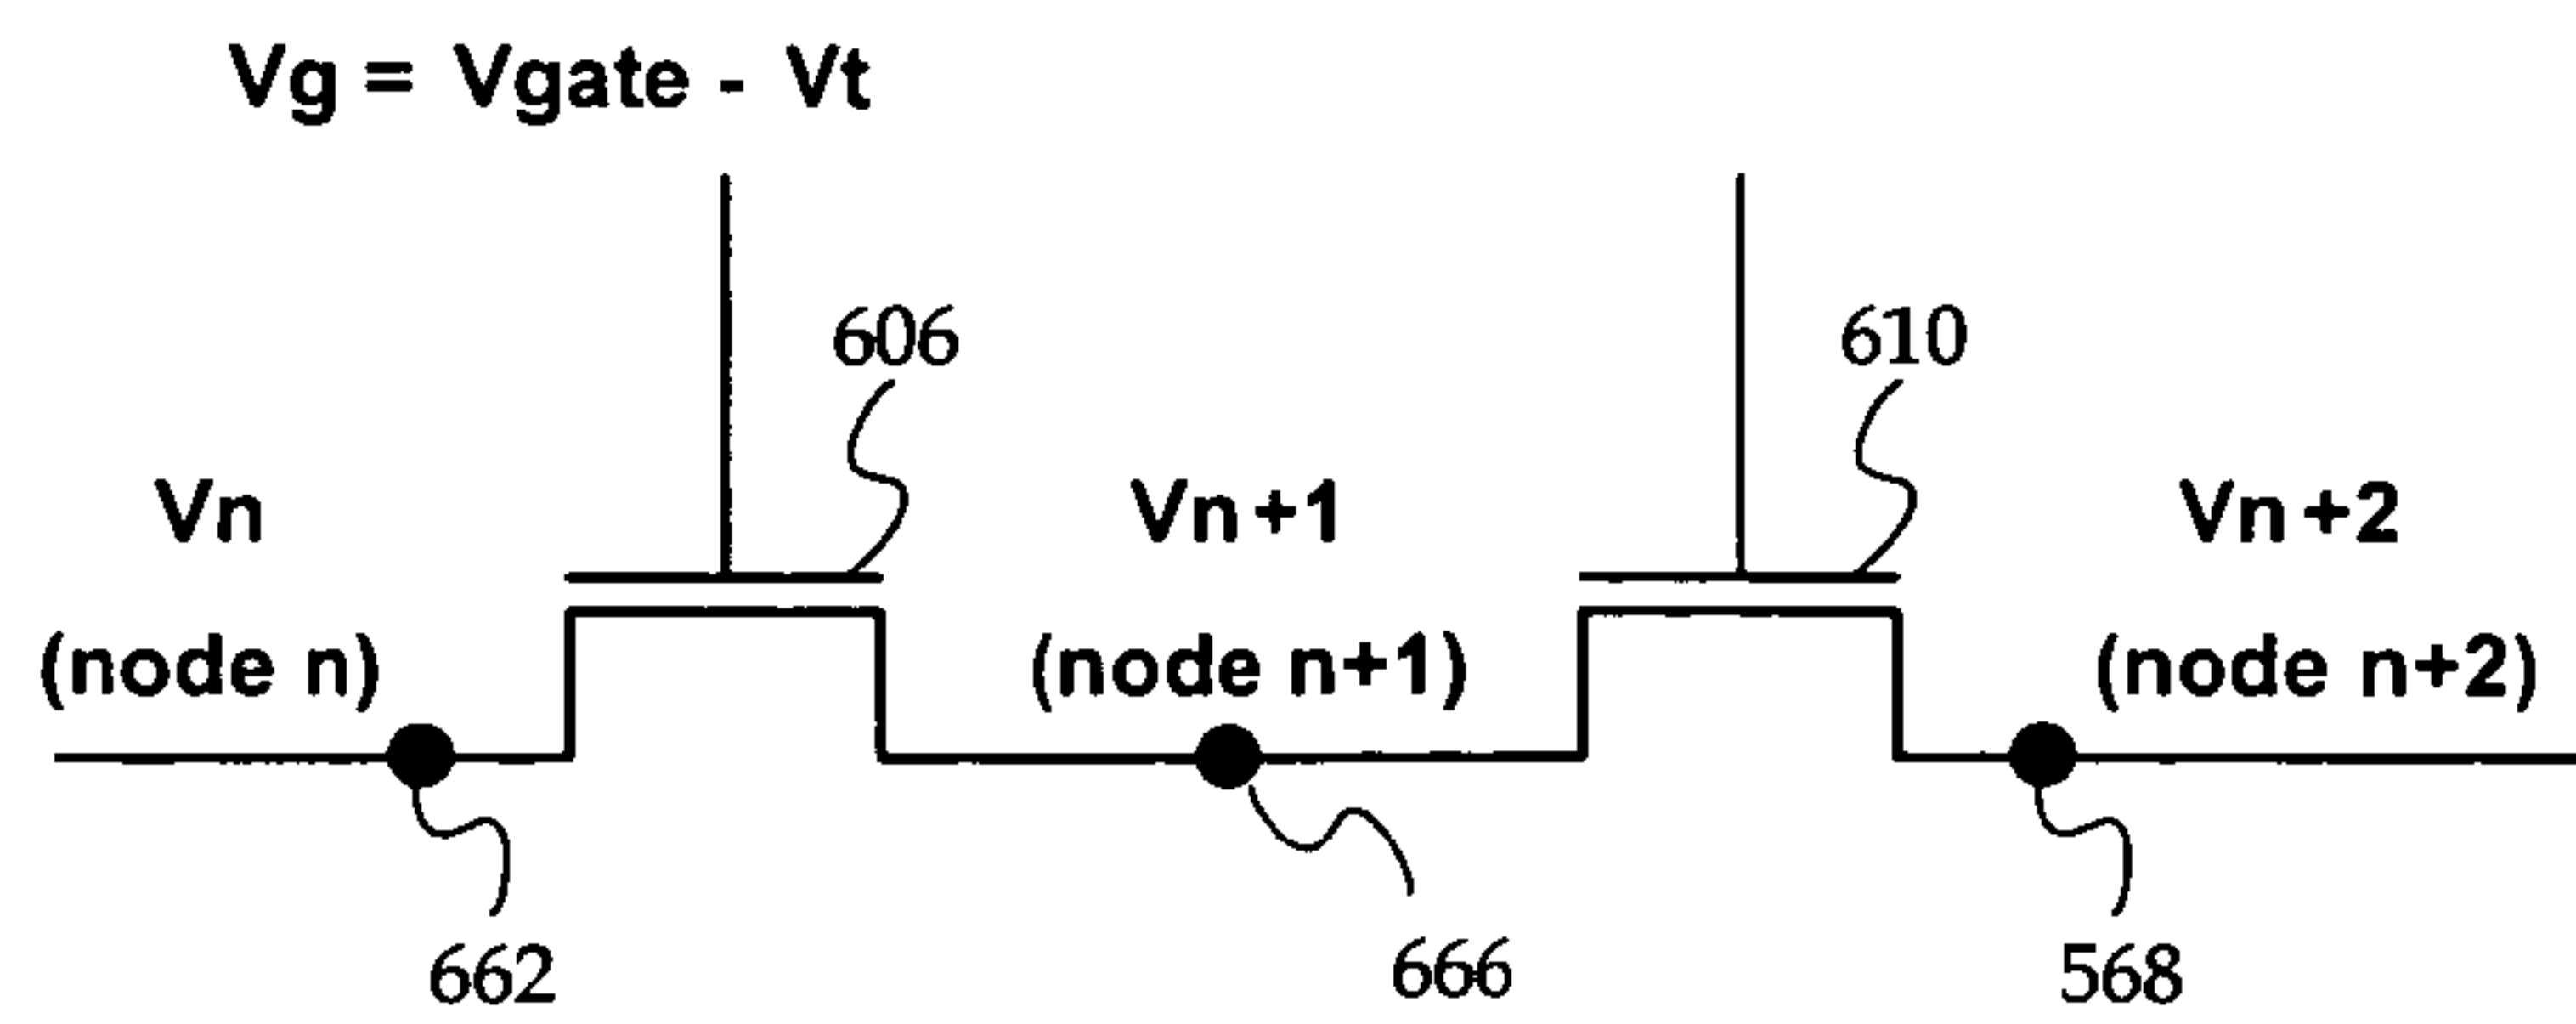 Vg = Vgate - Vt
606
610
Vn
Vn+1
Vn+2
(node n)
(node n+1)
(node n+2)
662
666
568